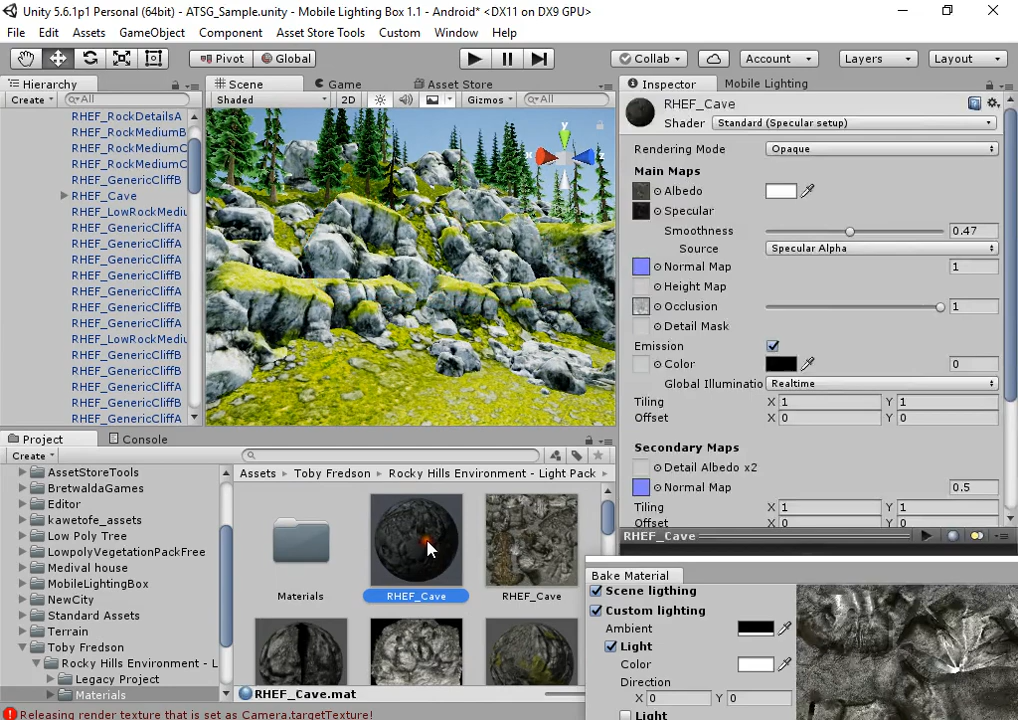 Unity 5.6.1p1 Personal (64bit) - ATSG_Sample.unity - Mobile Lighting Box 1.1 - Android* <DX11 on DX9 GPU>
File Edit Assets GameObject Component Asset Store Tools Custom Window Help
Pivot Global Collab Account Layers Layout
Hierarchy
Create All
RHEF_RockDetailsA
RHEF_RockMediumB
RHEF_RockMediumC
RHEF_RockMediumC
RHEF_GenericCliffB
RHEF_Cave
RHEF_LowRockMediu
RHEF_GenericCliffA
RHEF_GenericCliffA
RHEF_GenericCliffA
RHEF_GenericCliffB
RHEF_GenericCliffA
RHEF_GenericCliffB
RHEF_GenericCliffA
RHEF_LowRockMediu
RHEF_GenericCliffB
RHEF_GenericCliffB
RHEF_GenericCliffA
RHEF_GenericCliffB
RHEF_GenericCliffA
Scene Game Asset Store
Shaded 2D Gizmos All
y
Inspector Mobile Lighting
RHEF_Cave
Shader Standard (Specular setup)
Rendering Mode Opaque
Main Maps
Albedo
Specular
Smoothness 0.47
Source Specular Alpha
Normal Map 1
Height Map
Occlusion 1
Detail Mask
Emission
Color 0
Global Illuminatio Realtime
Tiling X 1 Y 1
Offset X 0 Y 0
Secondary Maps
Detail Albedo x2
Normal Map 0.5
Tiling X 1 Y 1
Offset X 0 Y 0
RHEF_Cave
Project Console
Create
AssetStoreTools
BretwaldaGames
Editor
kawetofe_assets
Low Poly Tree
LowpolyVegetationPackFree
Medival house
MobileLightingBox
NewCity
Standard Assets
Terrain
Toby Fredson
Rocky Hills Environment - L
Legacy Project
Materials
Assets Toby Fredson Rocky Hills Environment - Light Pack
Materials RHEF_Cave RHEF_Cave
RHEF_Cave.mat
Bake Material
Scene ligthing
Custom lighting
Ambient
Light
Color
Direction
X 0 Y 0
Light
Releasing render texture that is set as Camera.targetTexture!